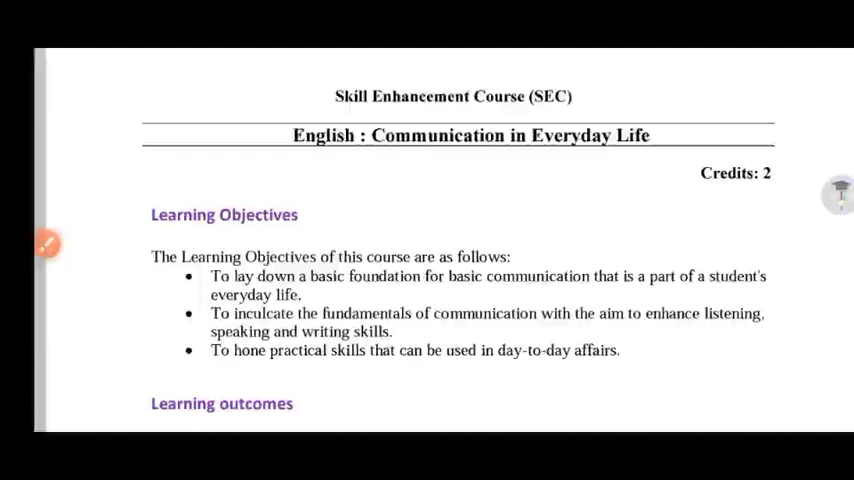 Skill Enhancement Course (SEC)
English : Communication in Everyday Life
Credits: 2
Learning Objectives
The Learning Objectives of this course are as follows:
• To lay down a basic foundation for basic communication that is a part of a student's
everyday life.
• To inculcate the fundamentals of communication with the aim to enhance listening,
speaking and writing skills.
• To hone practical skills that can be used in day-to-day affairs.
Learning outcomes